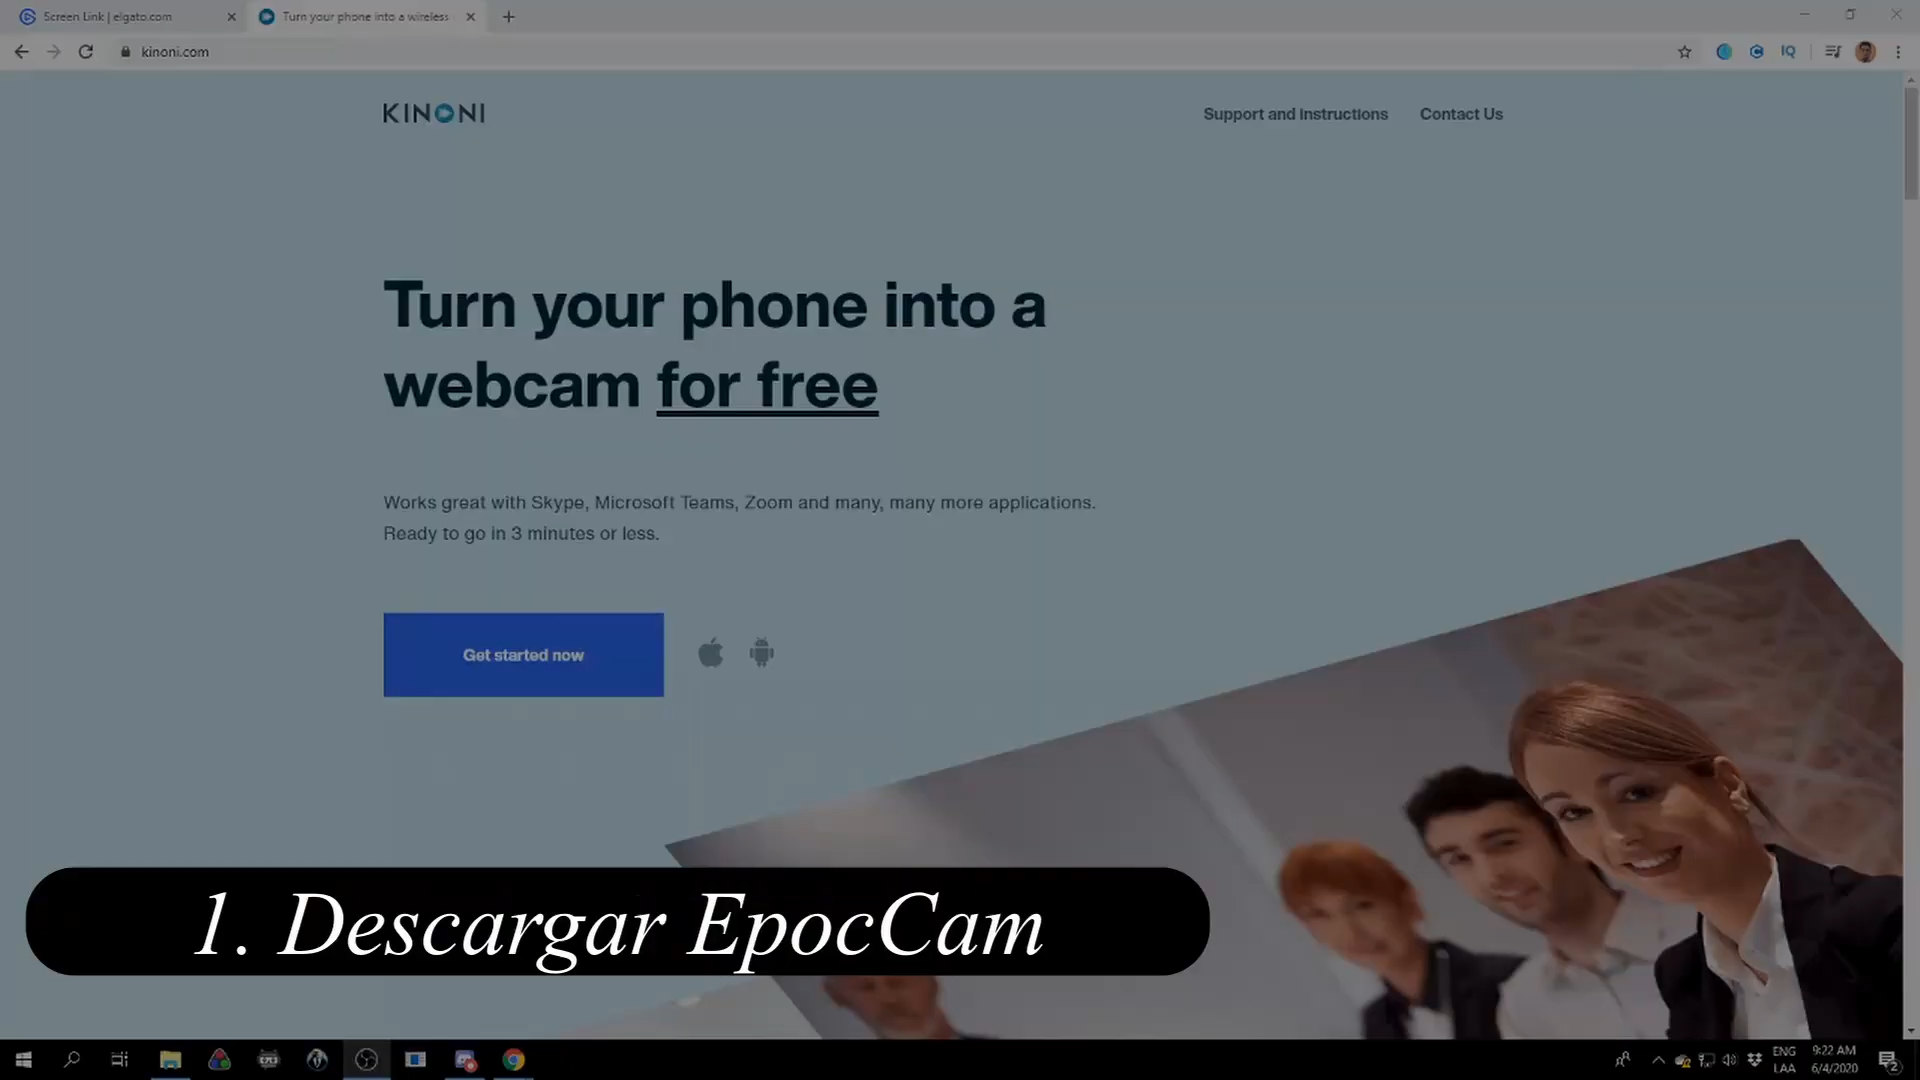 Screen Link | elgato.com
Turn your phone into a wireless
kinoni.com
IQ
KINONI
Support and Instructions
Contact Us
Turn your phone into a
webcam for free
Works great with Skype, Microsoft Teams, Zoom and many, many more applications.
Ready to go in 3 minutes or less.
Get started now
1. Descargar EpocCam
ENG
LAA
9:22 AM
6/4/2020
2